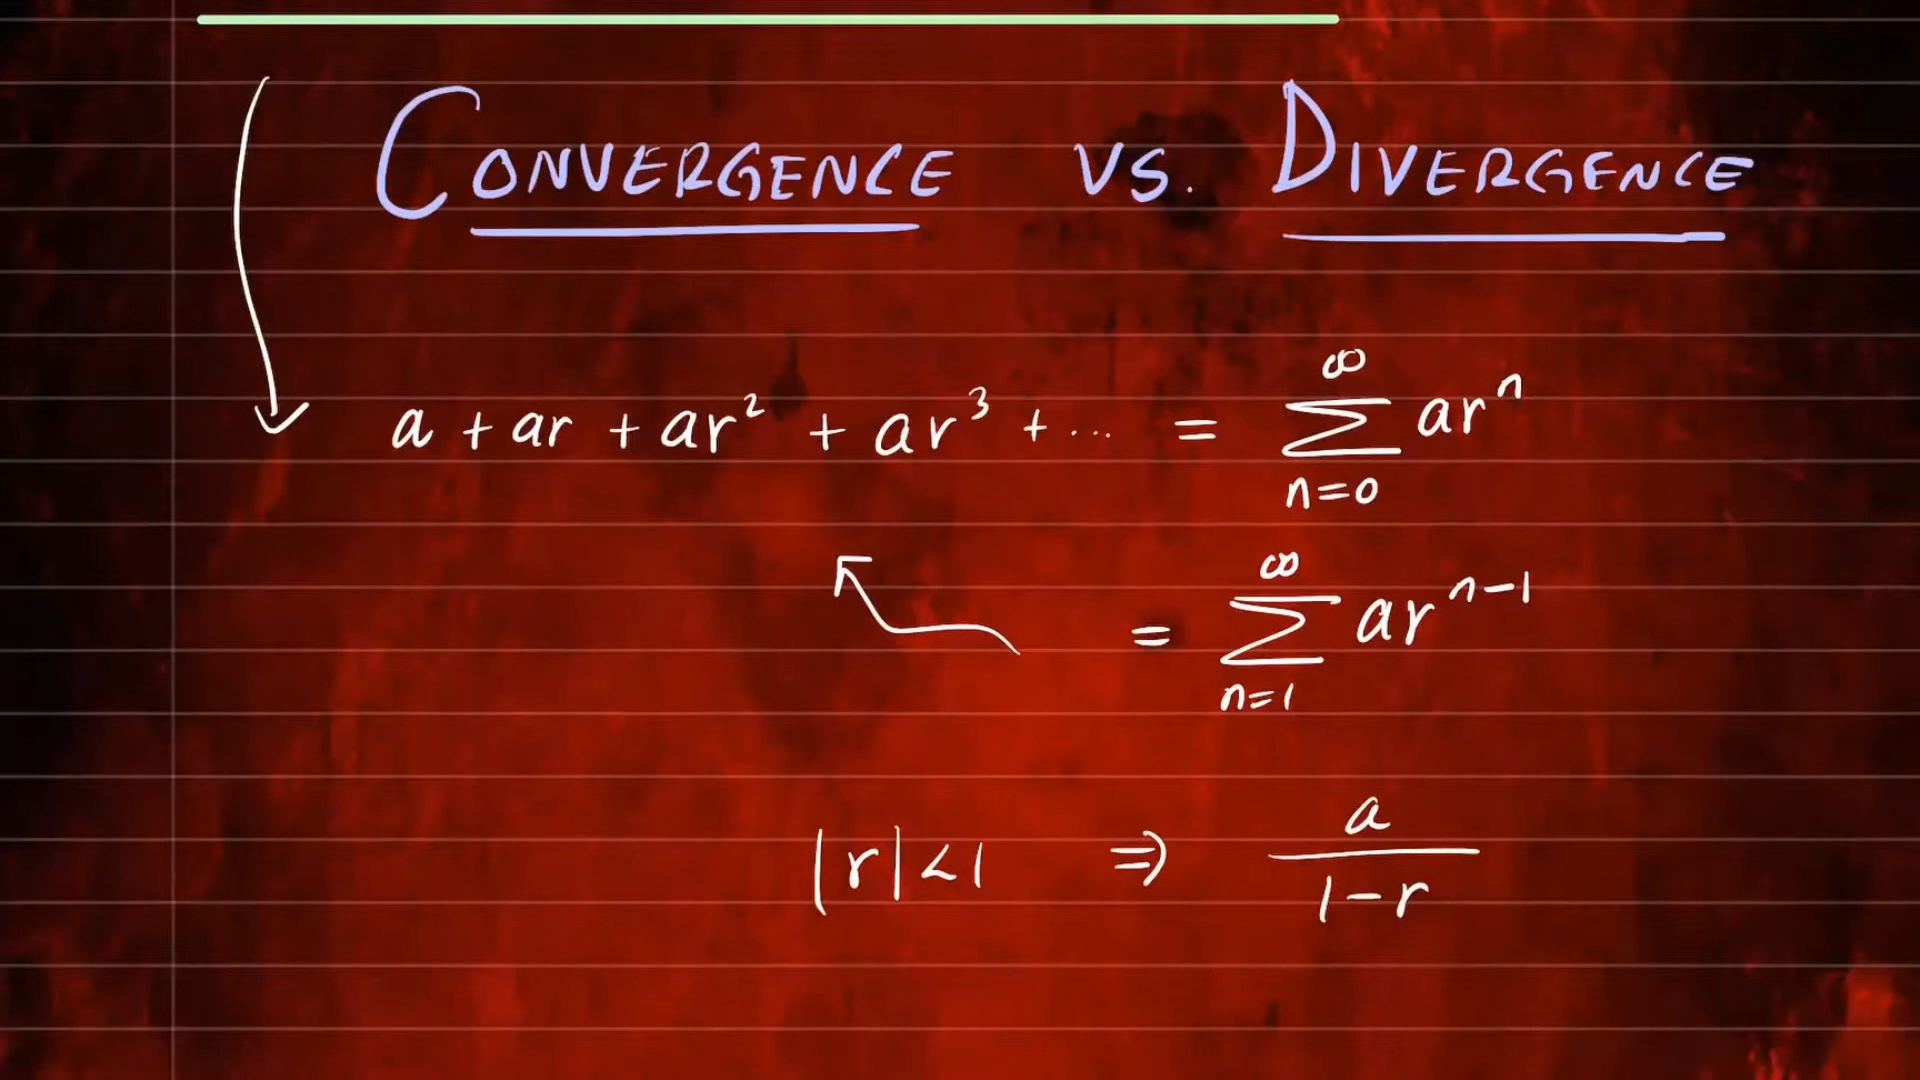 CONVERGENCE VS. DIVERGENCE
a + ar + ar² + ar³ + ... = ∞ ∑ n=0 arⁿ
= ∞ ∑ n=1 arⁿ⁻¹
|r| < 1 ⇒ a / 1-r